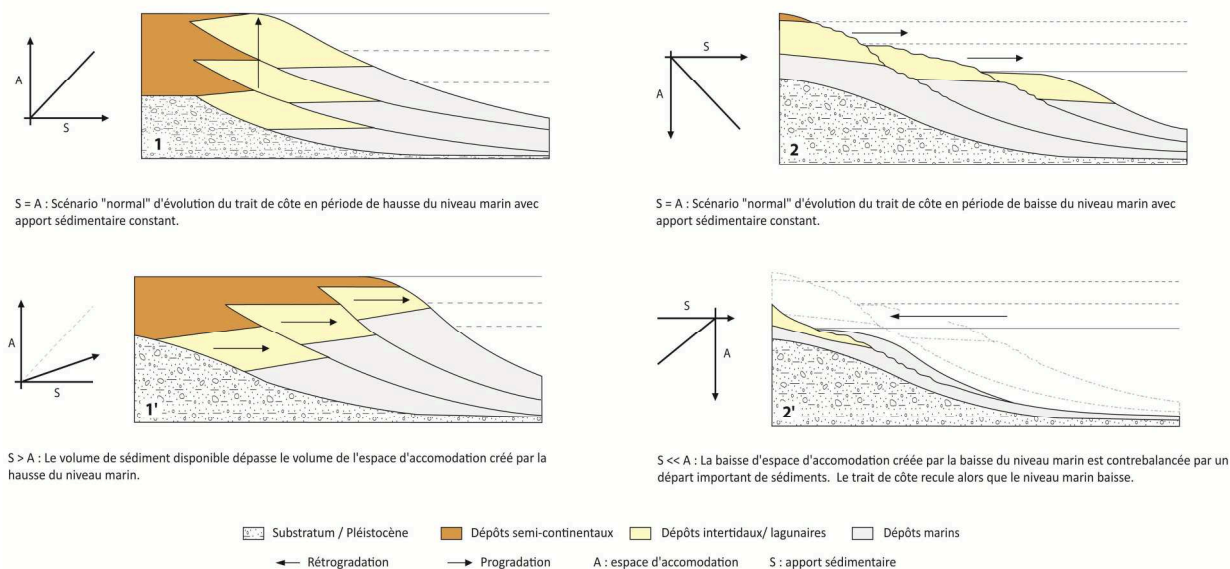 A
S
1
S
A
2
S = A : Scénario "normal" d'évolution du trait de côte en période de hausse du niveau marin avec
apport sédimentaire constant.
S = A : Scénario "normal" d'évolution du trait de côte en période de baisse du niveau marin avec
apport sédimentaire constant.
A
S
1'
S
A
2'
S > A : Le volume de sédiment disponible dépasse le volume de l'espace d'accomodation créé par la
hausse du niveau marin.
S << A : La baisse d'espace d'accomodation créée par la baisse du niveau marin est contrebalancée par un
départ important de sédiments. Le trait de côte recule alors que le niveau marin baisse.
Substratum / Pléistocène Dépôts semi-continentaux Dépôts intertidaux/ lagunaires Dépôts marins
Rétrogradation Progradation A : espace d'accomodation S : apport sédimentaire